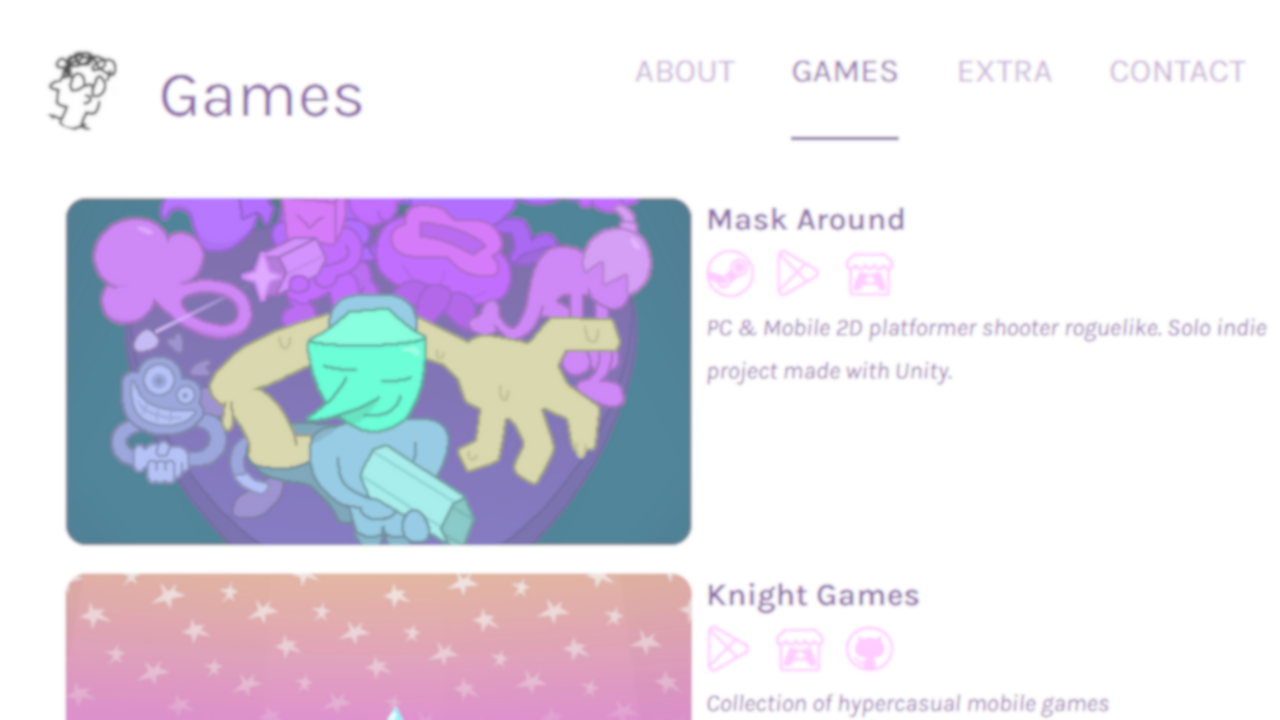 Games
ABOUT GAMES EXTRA CONTACT
Mask Around
PC & Mobile 2D platformer shooter roguelike. Solo indie
project made with Unity.
Knight Games
Collection of hypercasual mobile games